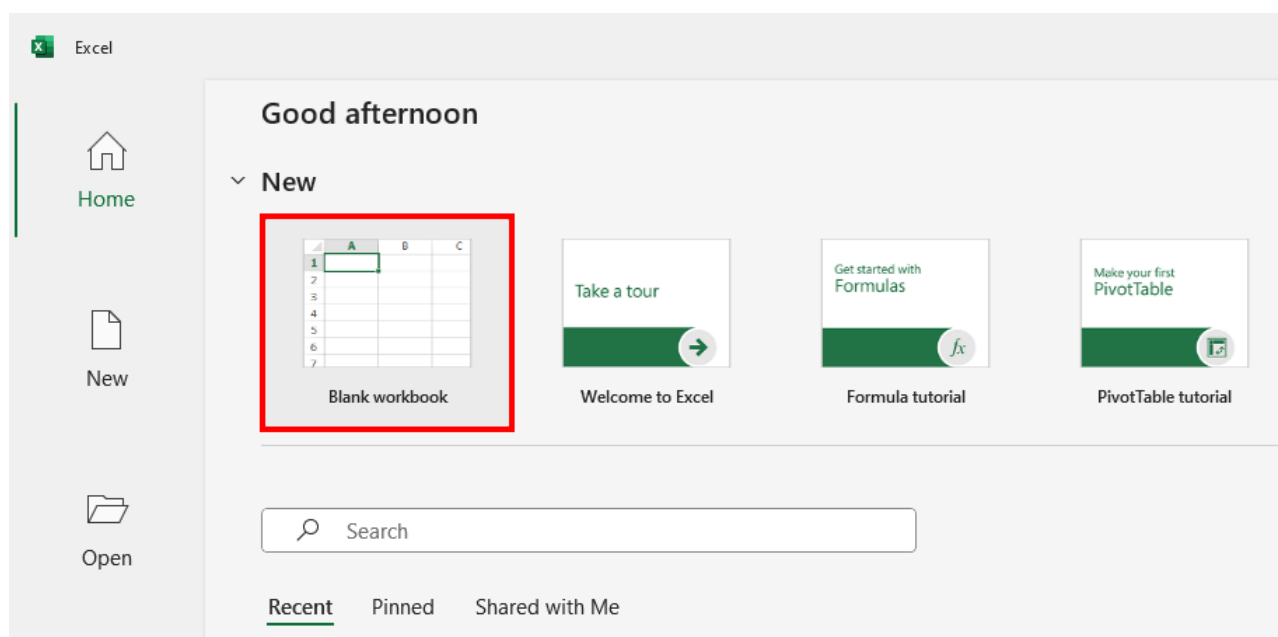 Excel
Good afternoon
Home
New
A B C
1
2
3
4
5
6
7
Blank workbook
Take a tour
Welcome to Excel
Get started with
Formulas
fx
Formula tutorial
Make your first
PivotTable
PivotTable tutorial
New
Search
Open
Recent Pinned Shared with Me